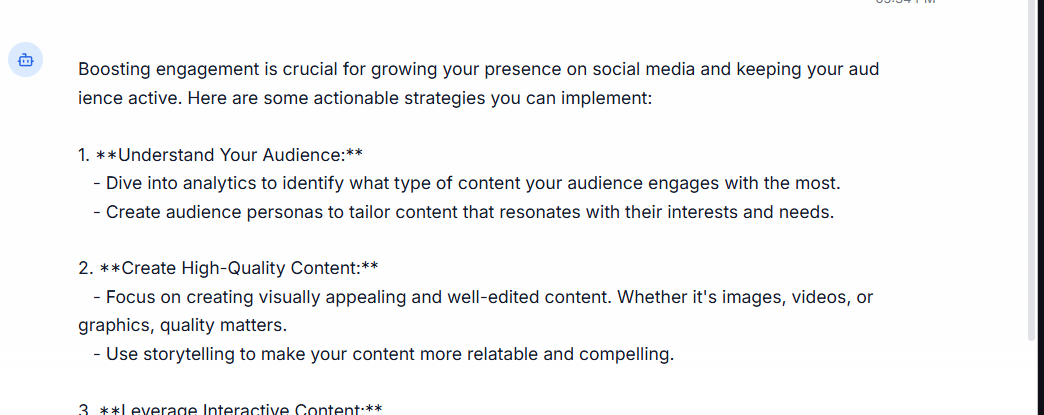 Boosting engagement is crucial for growing your presence on social media and keeping your aud
ience active. Here are some actionable strategies you can implement:
1. **Understand Your Audience:**
- Dive into analytics to identify what type of content your audience engages with the most.
- Create audience personas to tailor content that resonates with their interests and needs.
2. **Create High-Quality Content:**
- Focus on creating visually appealing and well-edited content. Whether it's images, videos, or
graphics, quality matters.
- Use storytelling to make your content more relatable and compelling.
3. **Leverage Interactive Content:**